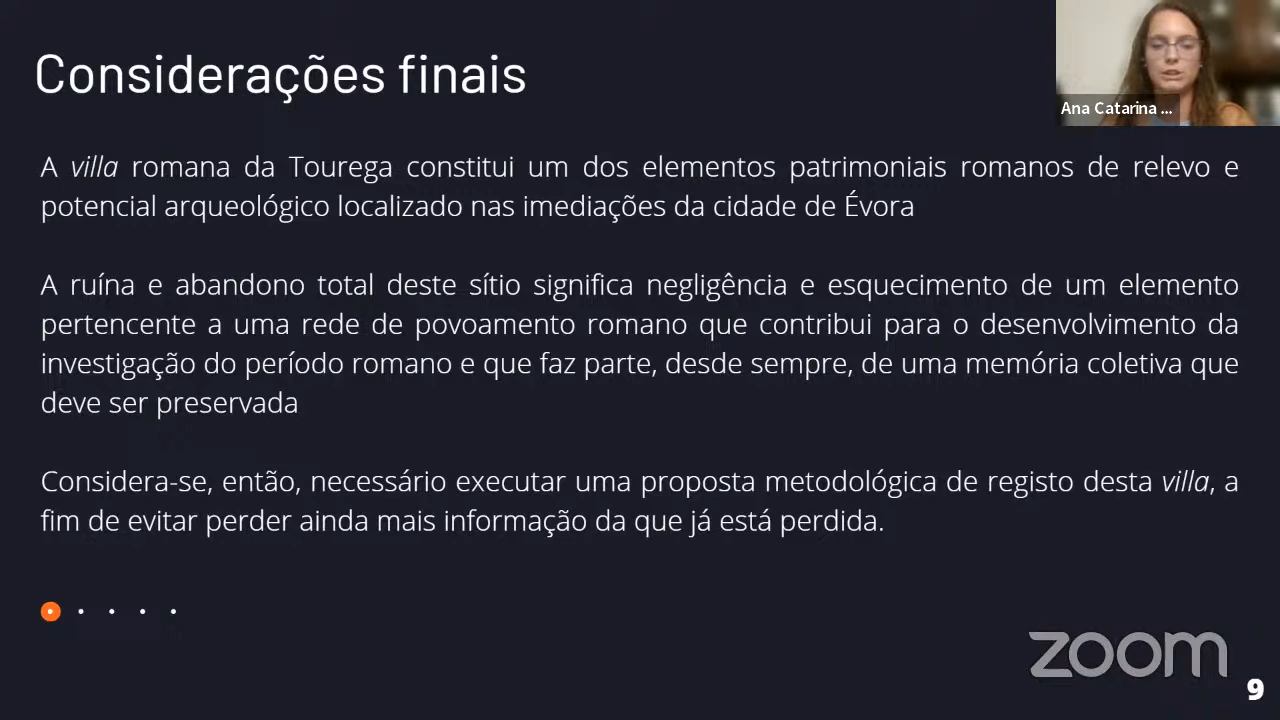 Considerações finais
Ana Catarina ...
A villa romana da Tourega constitui um dos elementos patrimoniais romanos de relevo e
potencial arqueológico localizado nas imediações da cidade de Évora
A ruína e abandono total deste sítio significa negligência e esquecimento de um elemento
pertencente a uma rede de povoamento romano que contribui para o desenvolvimento da
investigação do período romano e que faz parte, desde sempre, de uma memória coletiva que
deve ser preservada
Considera-se, então, necessário executar uma proposta metodológica de registo desta villa, a
fim de evitar perder ainda mais informação da que já está perdida.
zoom
9